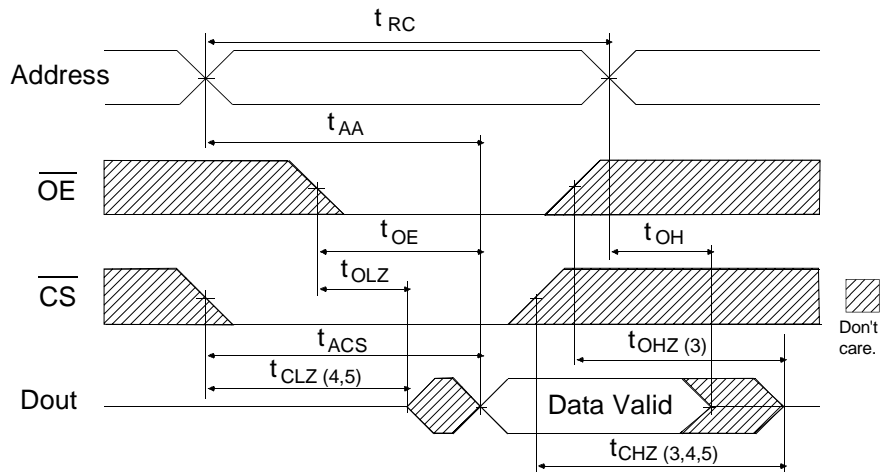 t RC
Address
t AA
OE
t OE
t OH
t OLZ
CS
Don't
care.
t ACS
t OHZ (3)
t CLZ (4,5)
Dout
Data Valid
t CHZ (3,4,5)